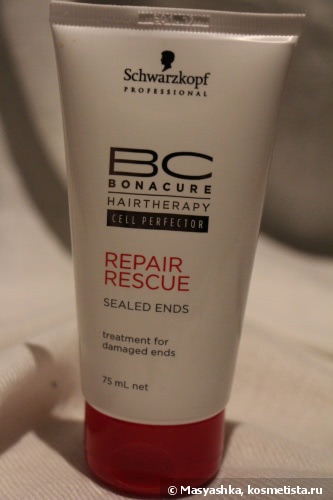 Schwarzkopf
PROFESSIONAL
BC
BONACURE
HAIRTHERAPY
CELL PERFECTOR
REPAIR
RESCUE
SEALED ENDS
treatment for
damaged ends
75 mL net
© Masyashka, kosmetista.ru